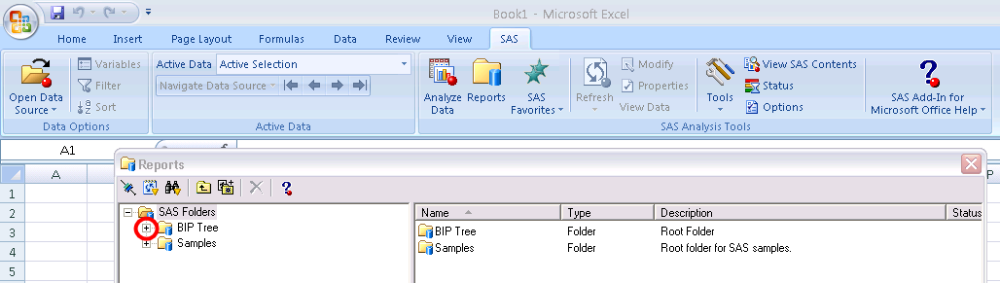 Book1 - Microsoft Excel
Home Insert Page Layout Formulas Data Review View SAS
Open Data Source
Variables
Filter
Sort
Data Options
Active Data Active Selection
Navigate Data Source
Active Data
Analyze Data
Reports
SAS Favorites
Refresh
Modify
Properties
View Data
Tools
View SAS Contents
Status
Options
SAS Analysis Tools
SAS Add-In for Microsoft Office Help
A1
A P
1
2
3
4
5
Reports
SAS Folders
BIP Tree
Samples
Name Type Description Status
BIP Tree Folder Root Folder
Samples Folder Root folder for SAS samples.